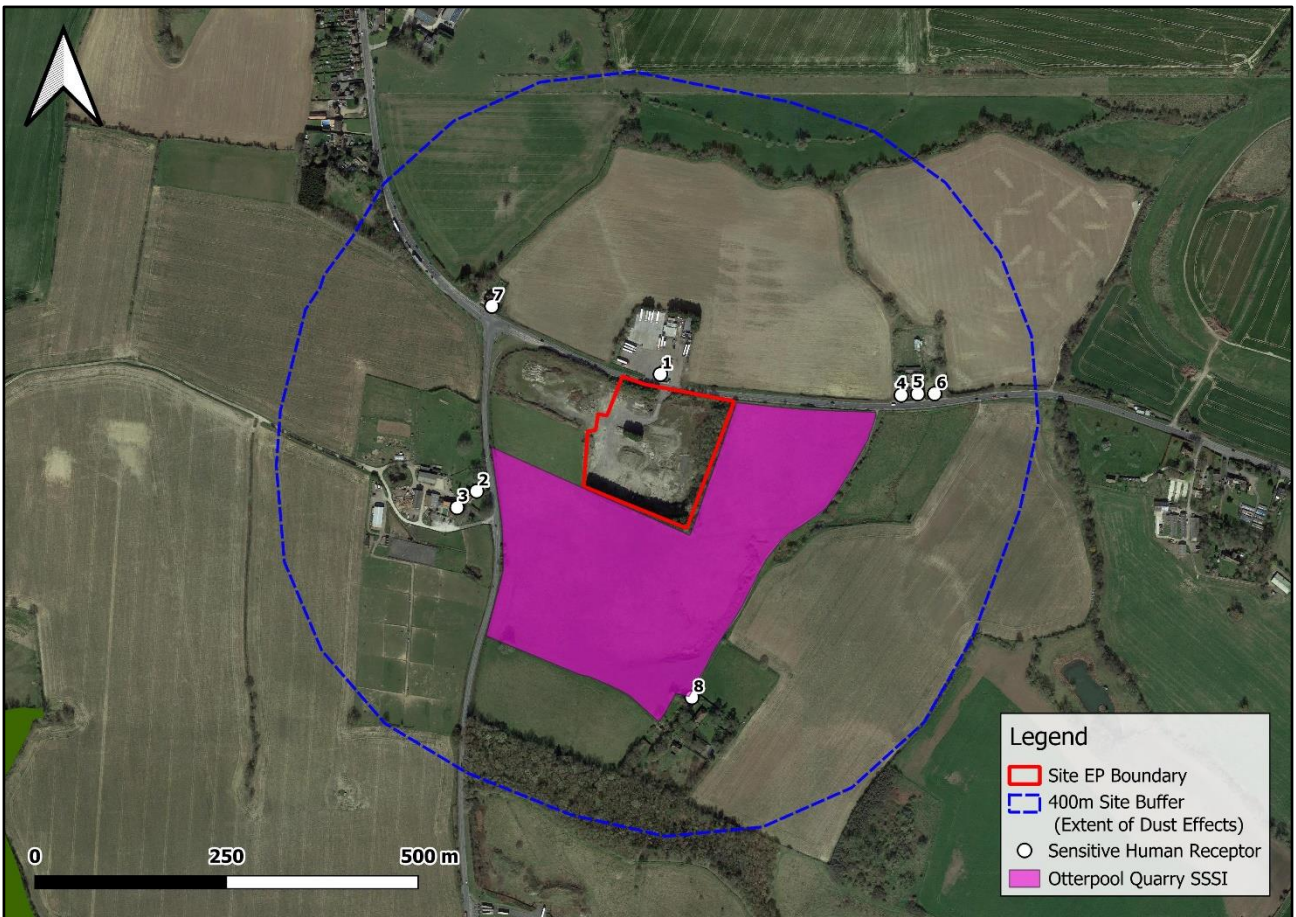 7
1
4 5 6
2
3
8
0 250 500 m
Legend
Site EP Boundary
400m Site Buffer
(Extent of Dust Effects)
Sensitive Human Receptor
Otterpool Quarry SSSI